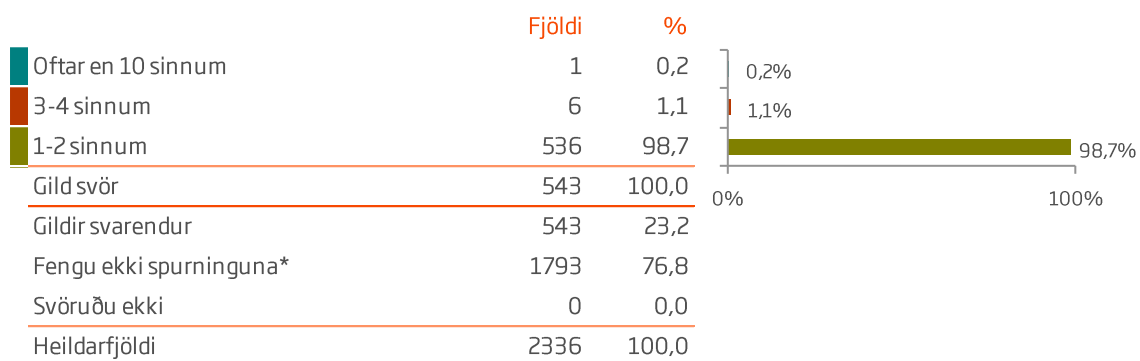 Fjöldi %
Oftar en 10 sinnum 1 0,2 0,2%
3-4 sinnum 6 1,1 1,1%
1-2 sinnum 536 98,7 98,7%
Gild svör 543 100,0
0% 100%
Gildir svarendur 543 23,2
Fengu ekki spurninguna* 1793 76,8
Svöruðu ekki 0 0,0
Heildarfjöldi 2336 100,0